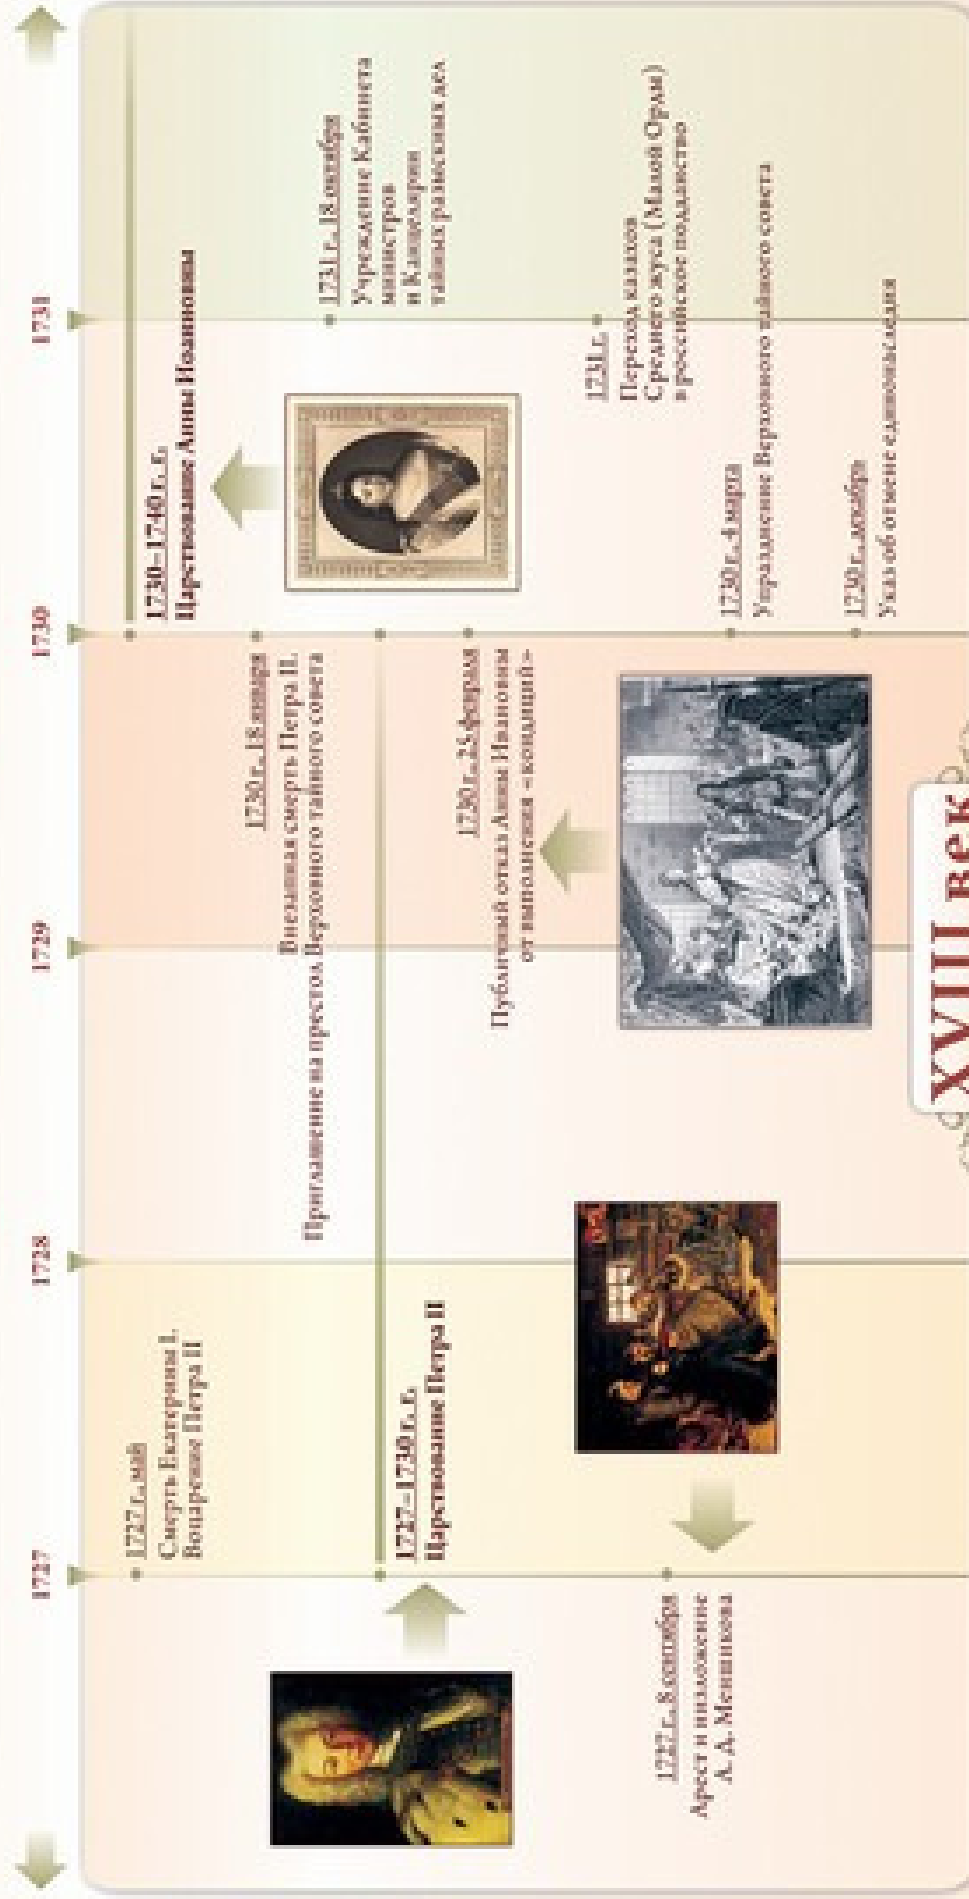 1727
1728
1729
1730
1731
1727 г., май
Смерть Екатерины I.
Воцарение Петра II
1727–1730 г. г.
Царствование Петра II
1727 г., 8 сентября
Арест и низложение
А. Д. Меншикова
1730 г., 18 января
Внезапная смерть Петра II.
Приглашение на престол Верховного тайного совета
1730 г., 25 февраля
Публичный отказ Анны Ивановны
от выполнения «кондиций»
1730–1740 г. г.
Царствование Анны Иоанновны
1730 г., 4 марта
Упразднение Верховного тайного совета
1730 г., декабрь
Указ об отмене единонаследия
1731 г., 18 октября
Учреждение Кабинета
министров
и Канцелярии
тайных разыскных дел
1731 г.
Переход казахов
Среднего жуса (Малой Орды)
в российское подданство
XVIII век